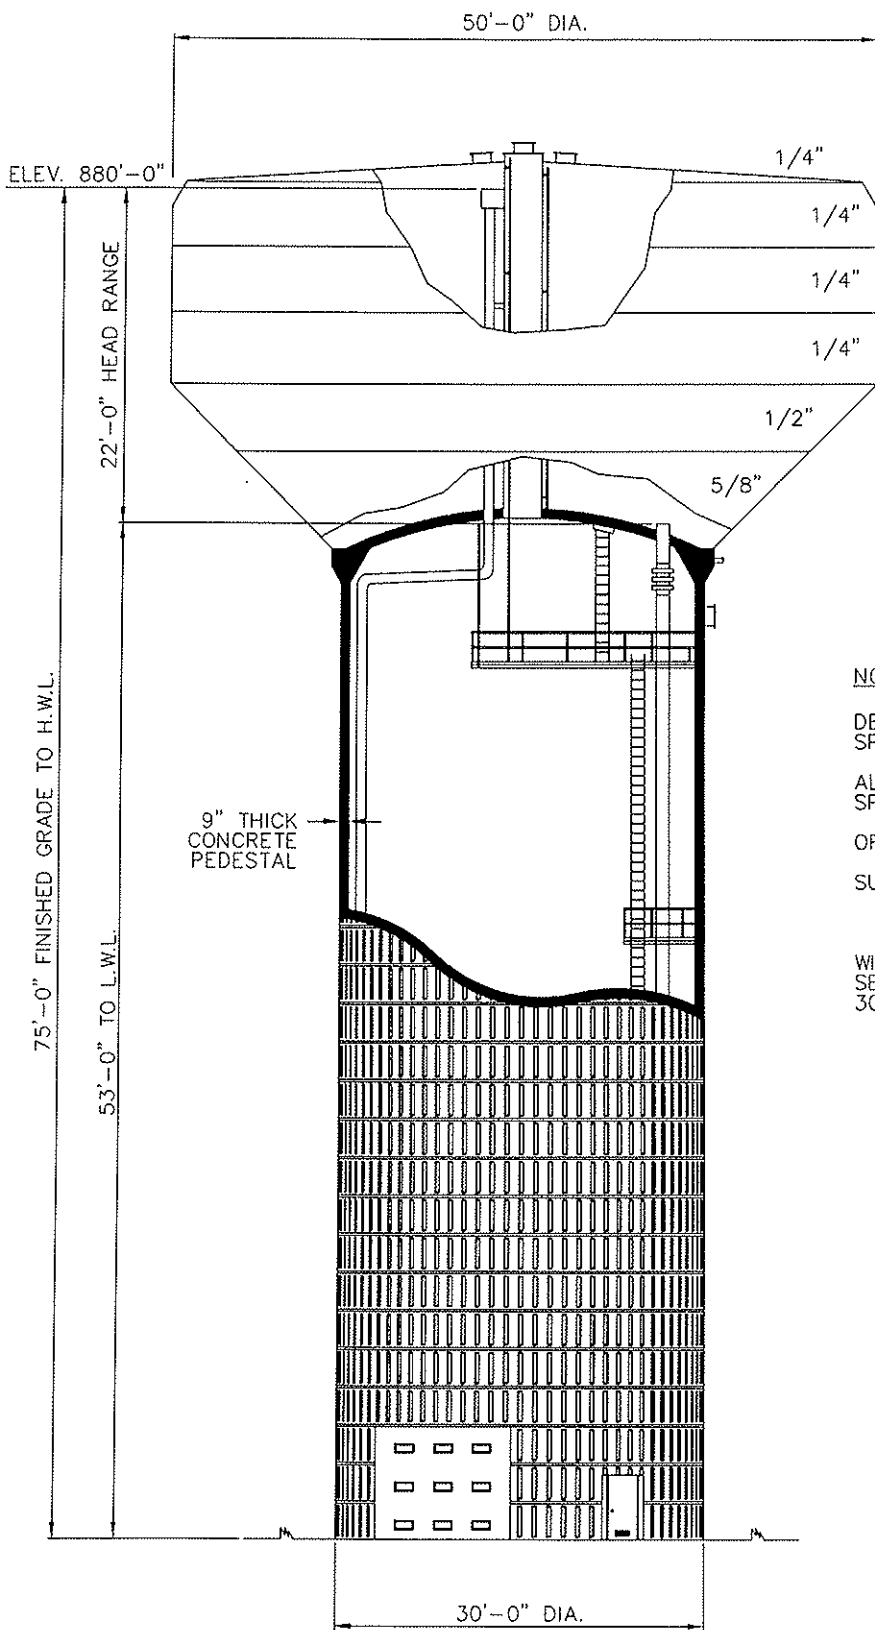 50'-0" DIA.
ELEV. 880'-0"
1/4"
1/4"
1/4"
1/4"
1/2"
5/8"
22'-0" HEAD RANGE
75'-0" FINISHED GRADE TO H.W.L.
53'-0" TO L.W.L.
9" THICK
CONCRETE
PEDESTAL
30'-0" DIA.